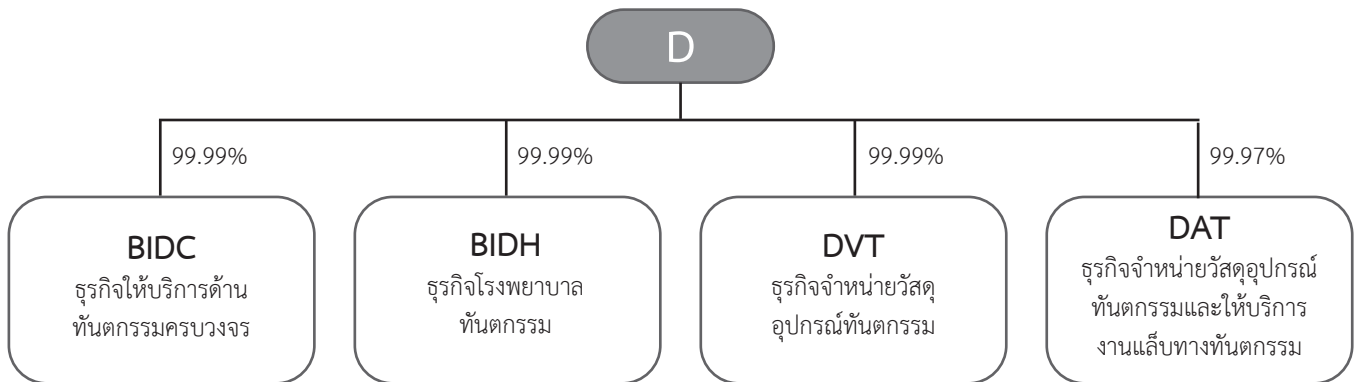 D
99.99%
99.99%
99.99%
99.97%
BIDC
ธุรกิจให้บริการด้าน
ทันตกรรมครบวงจร
BIDH
ธุรกิจโรงพยาบาล
ทันตกรรม
DVT
ธุรกิจจำหน่ายวัสดุ
อุปกรณ์ทันตกรรม
DAT
ธุรกิจจำหน่ายวัสดุอุปกรณ์
ทันตกรรมและให้บริการ
งานแล็บทางทันตกรรม